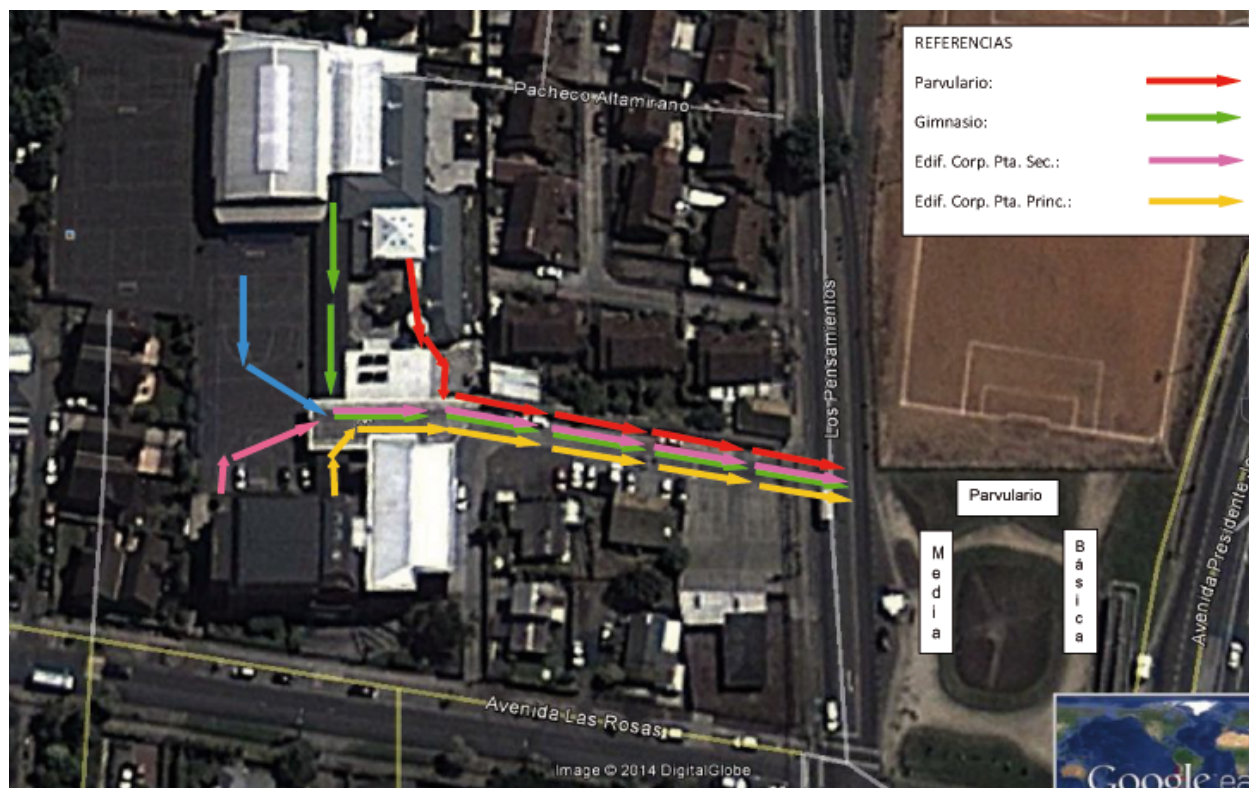 REFERENCIAS
Parvulario:
Gimnasio:
Edif. Corp. Pta. Sec.:
Edif. Corp. Pta. Princ.:
Pacheco Altamirano
Los Pensamientos
Parvulario
Media
Básica
Avenida Presidente
Avenida Las Rosas
Image © 2014 DigitalGlobe
Google ea